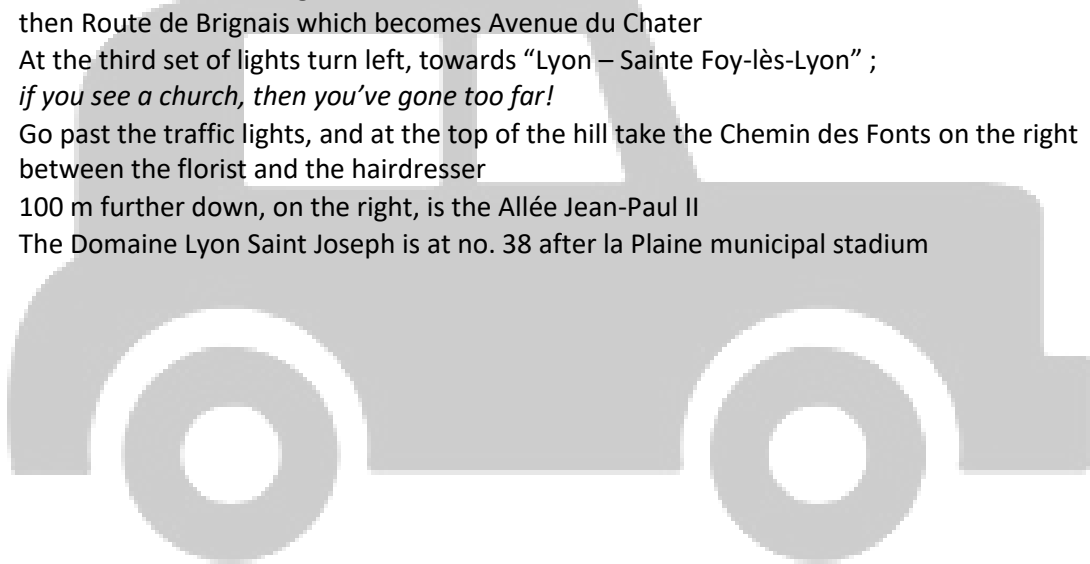 then Route de Brignais which becomes Avenue du Chater
At the third set of lights turn left, towards “Lyon – Sainte Foy-lès-Lyon” ;
if you see a church, then you’ve gone too far!
Go past the traffic lights, and at the top of the hill take the Chemin des Fonts on the right
between the florist and the hairdresser
100 m further down, on the right, is the Allée Jean-Paul II
The Domaine Lyon Saint Joseph is at no. 38 after la Plaine municipal stadium